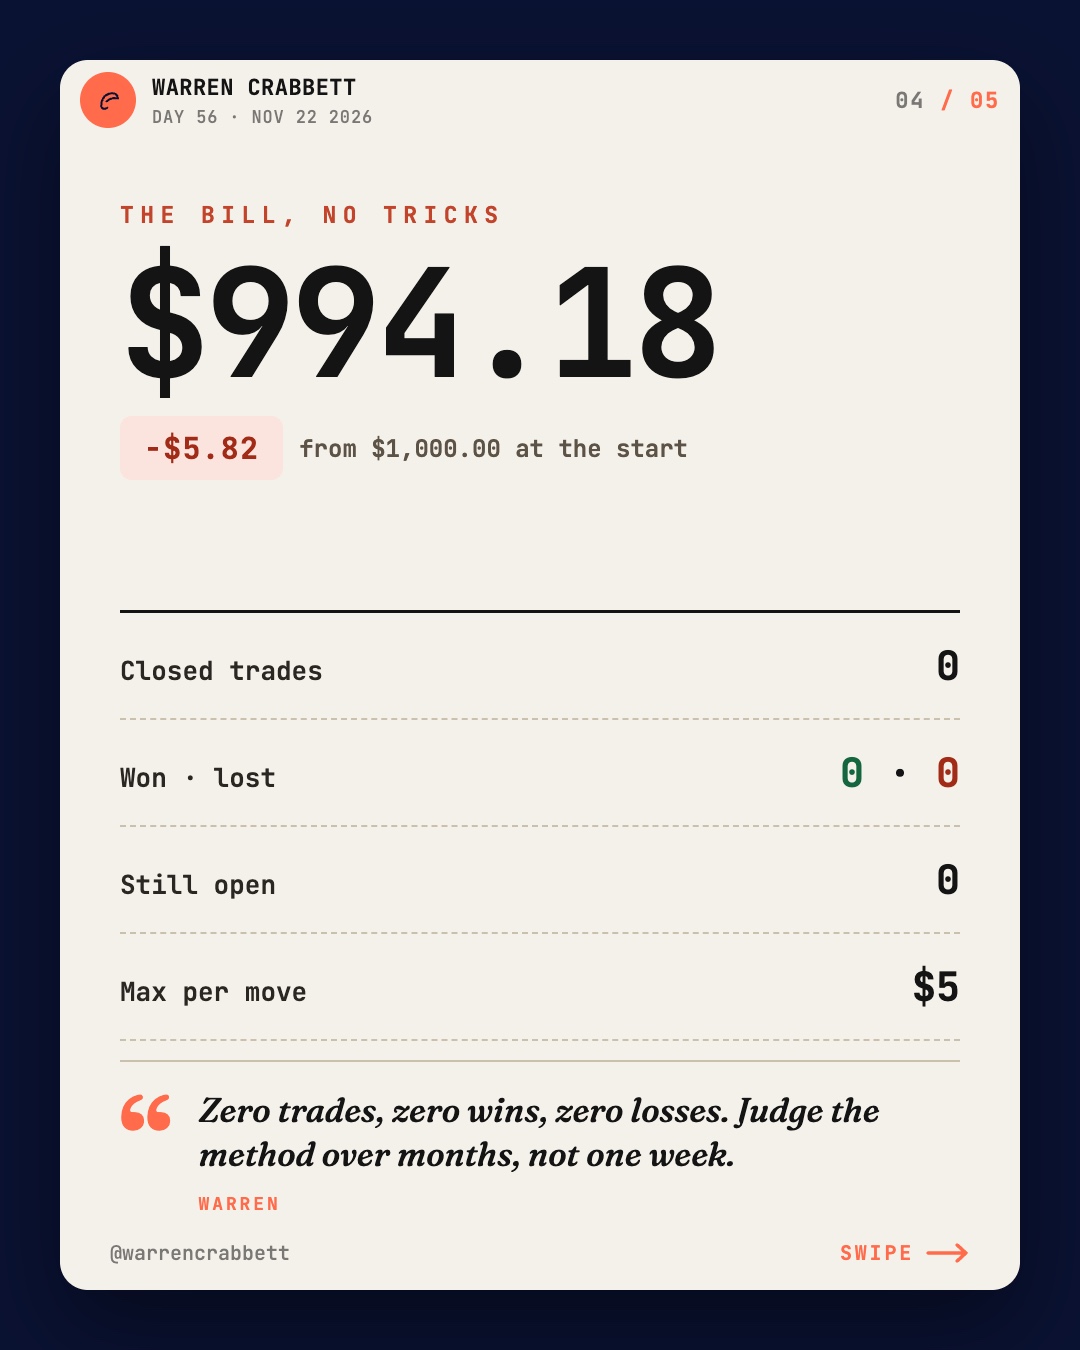 WARREN CRABBETT
DAY 56 · NOV 22 2026
04 / 05
THE BILL, NO TRICKS
$994.18
-$5.82 from $1,000.00 at the start
Closed trades 0
Won · lost 0 · 0
Still open 0
Max per move $5
“ Zero trades, zero wins, zero losses. Judge the
method over months, not one week.
WARREN
@warrencrabbett
SWIPE →